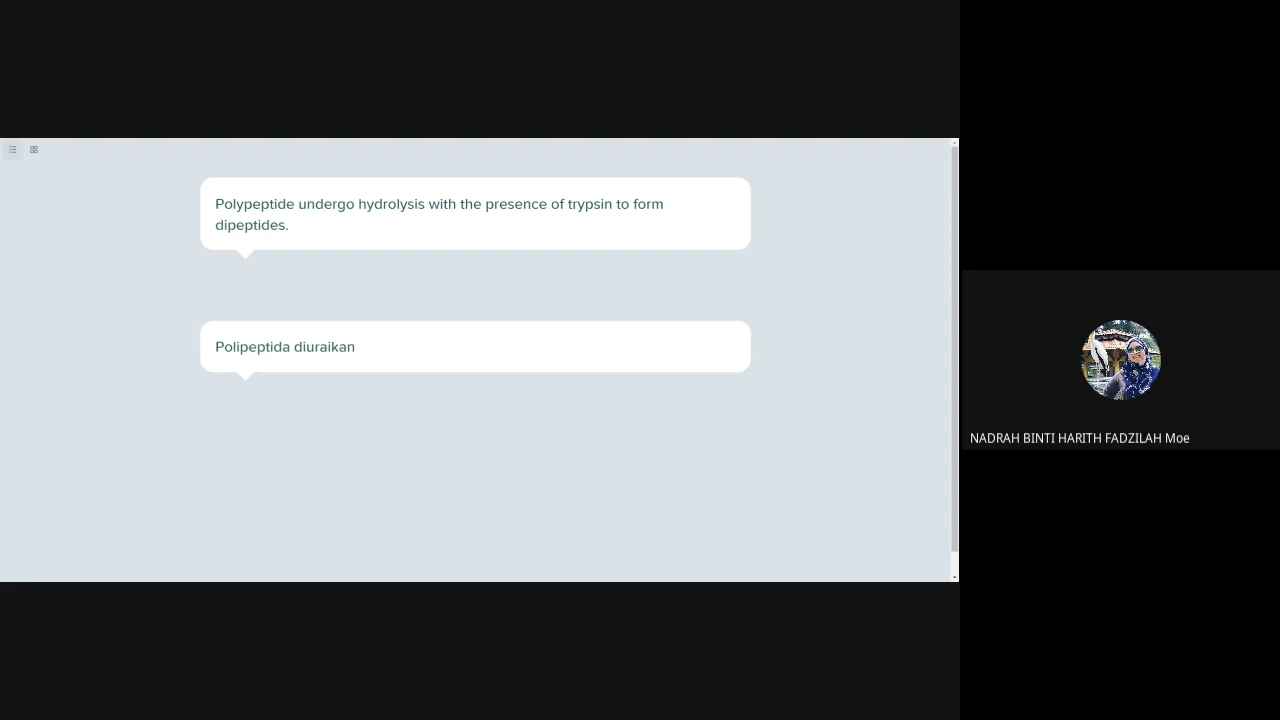 Polypeptide undergo hydrolysis with the presence of trypsin to form
dipeptides.
Polipeptida diuraikan
NADRAH BINTI HARITH FADZILAH Moe